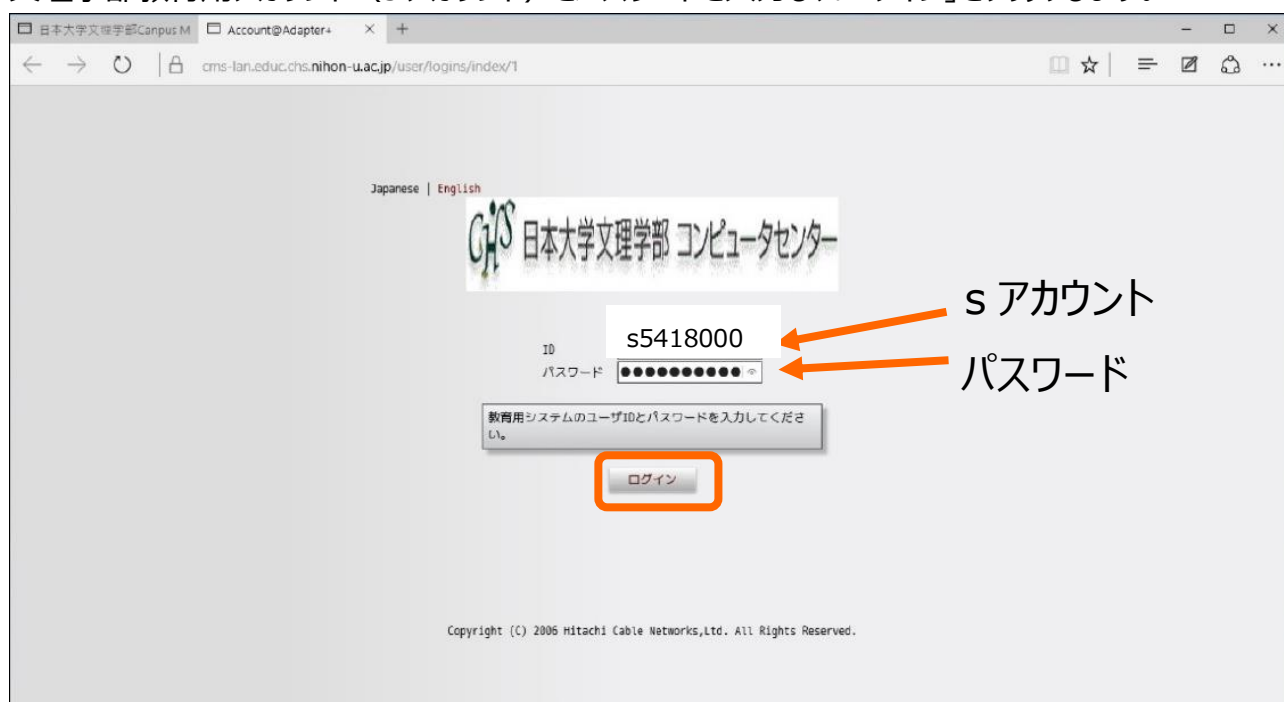 日本大学文理学部Canpus M
Account@Adapter+
cms-lan.educ.chs.nihon-u.ac.jp/user/logins/index/1
Japanese | English
CHS 日本大学文理学部 コンピュータセンター
s アカウント
ID s5418000
パスワード ●●●●●●●●●●
パスワード
教育用システムのユーザIDとパスワードを入力してくださ
い。
ログイン
Copyright (C) 2006 Hitachi Cable Networks,Ltd. All Rights Reserved.